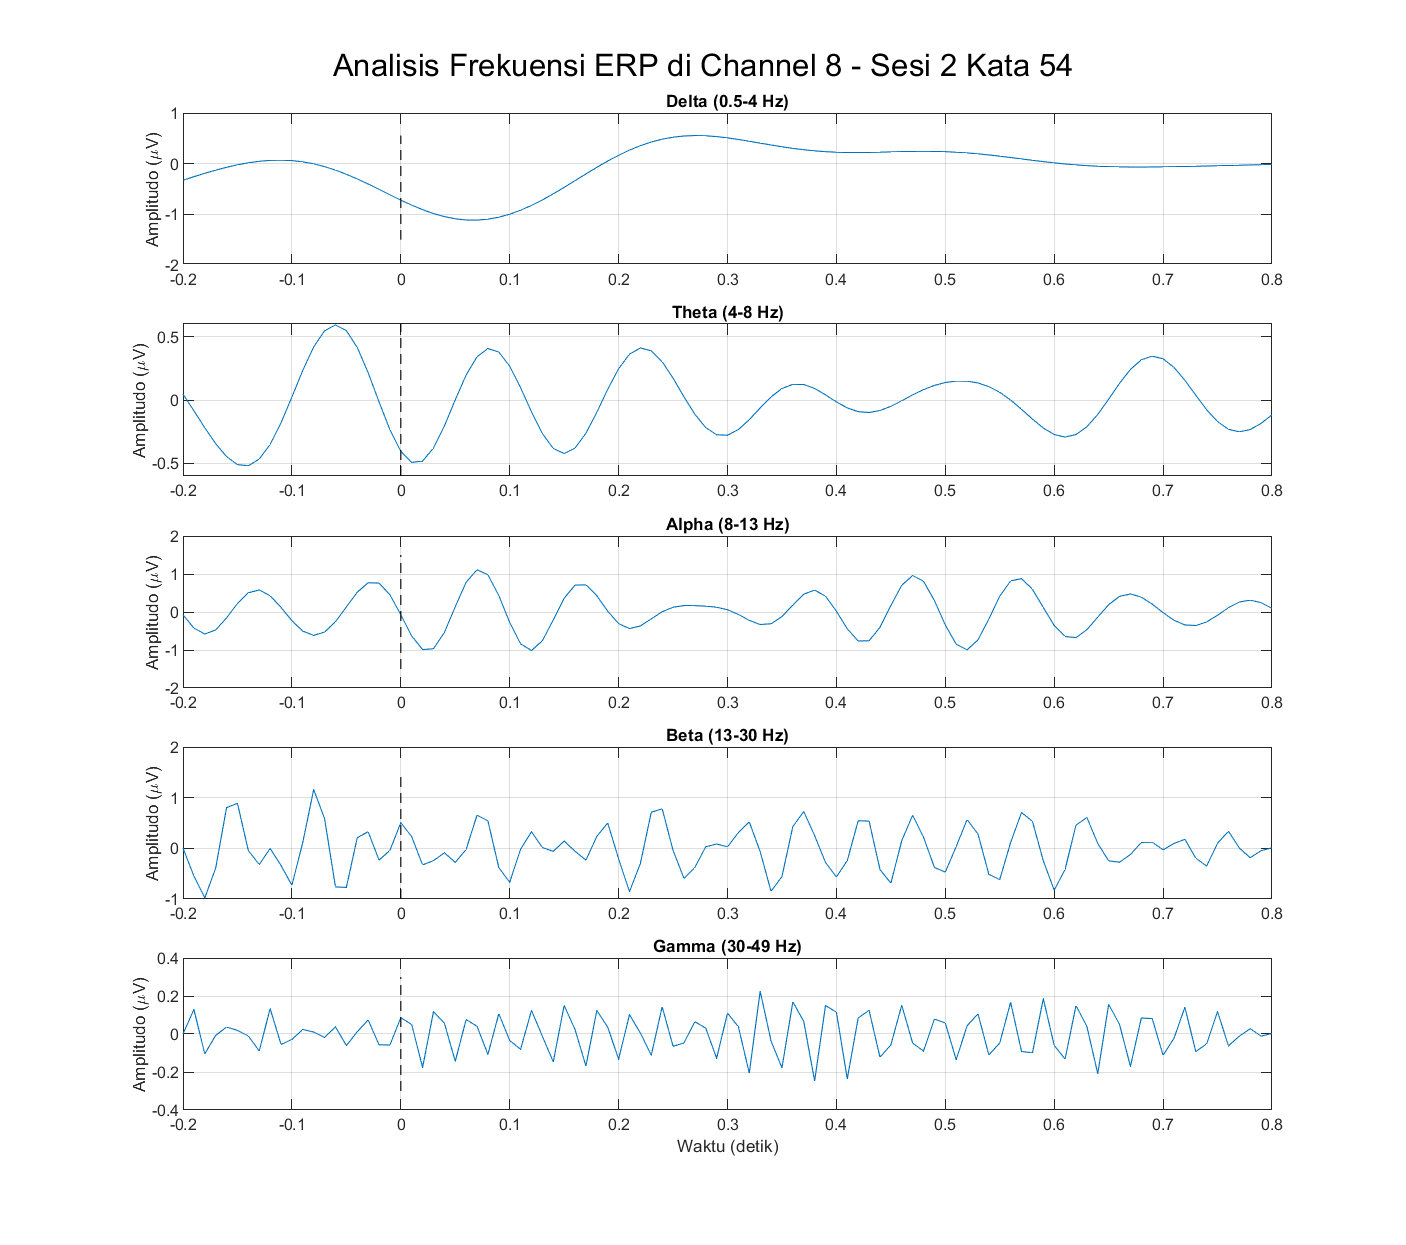 Analisis Frekuensi ERP di Channel 8 - Sesi 2 Kata 54
Delta (0.5-4 Hz)
Amplitudo (μV)
1
0
-1
-2
-0.2 -0.1 0 0.1 0.2 0.3 0.4 0.5 0.6 0.7 0.8
Theta (4-8 Hz)
Amplitudo (μV)
0.5
0
-0.5
-0.2 -0.1 0 0.1 0.2 0.3 0.4 0.5 0.6 0.7 0.8
Alpha (8-13 Hz)
Amplitudo (μV)
2
1
0
-1
-2
-0.2 -0.1 0 0.1 0.2 0.3 0.4 0.5 0.6 0.7 0.8
Beta (13-30 Hz)
Amplitudo (μV)
2
1
0
-1
-0.2 -0.1 0 0.1 0.2 0.3 0.4 0.5 0.6 0.7 0.8
Gamma (30-49 Hz)
Amplitudo (μV)
0.4
0.2
0
-0.2
-0.4
-0.2 -0.1 0 0.1 0.2 0.3 0.4 0.5 0.6 0.7 0.8
Waktu (detik)